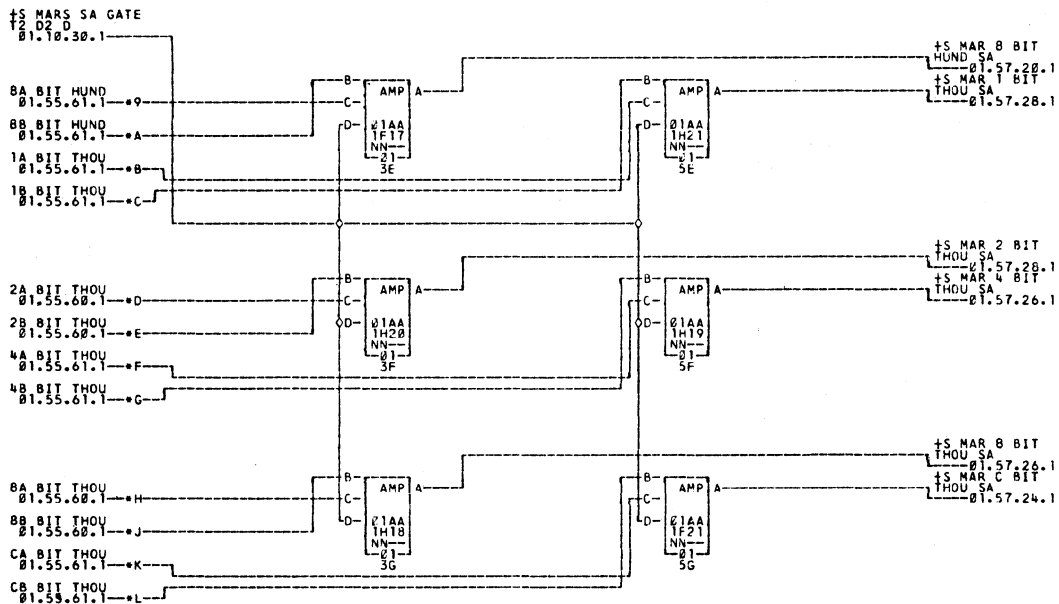 +S MARS SA GATE
T2 D2 D
01.10.30.1
+S MAR 8 BIT
HUND SA
01.57.20.1
+S MAR 1 BIT
THOU SA
01.57.28.1
8A BIT HUND
01.55.61.1—*9
8B BIT HUND
01.55.61.1—*A
1A BIT THOU
01.55.61.1—*B
1B BIT THOU
01.55.61.1—*C
B
C
D
AMP A
01AA
1F17
NN--
-01-
3E
B
C
D
AMP A
01AA
1H21
NN--
-01-
5E
+S MAR 2 BIT
THOU SA
01.57.28.1
+S MAR 4 BIT
THOU SA
01.57.26.1
2A BIT THOU
01.55.60.1—*D
2B BIT THOU
01.55.60.1—*E
4A BIT THOU
01.55.61.1—*F
4B BIT THOU
01.55.61.1—*G
B
C
D
AMP A
01AA
1H20
NN--
-01-
3F
B
C
D
AMP A
01AA
1H19
NN--
-01-
5F
+S MAR 8 BIT
THOU SA
01.57.26.1
+S MAR C BIT
THOU SA
01.57.24.1
8A BIT THOU
01.55.60.1—*H
8B BIT THOU
01.55.60.1—*J
CA BIT THOU
01.55.61.1—*K
CB BIT THOU
01.55.61.1—*L
B
C
D
AMP A
01AA
1H18
NN--
-01-
3G
B
C
D
AMP A
01AA
1F21
NN--
-01-
5G